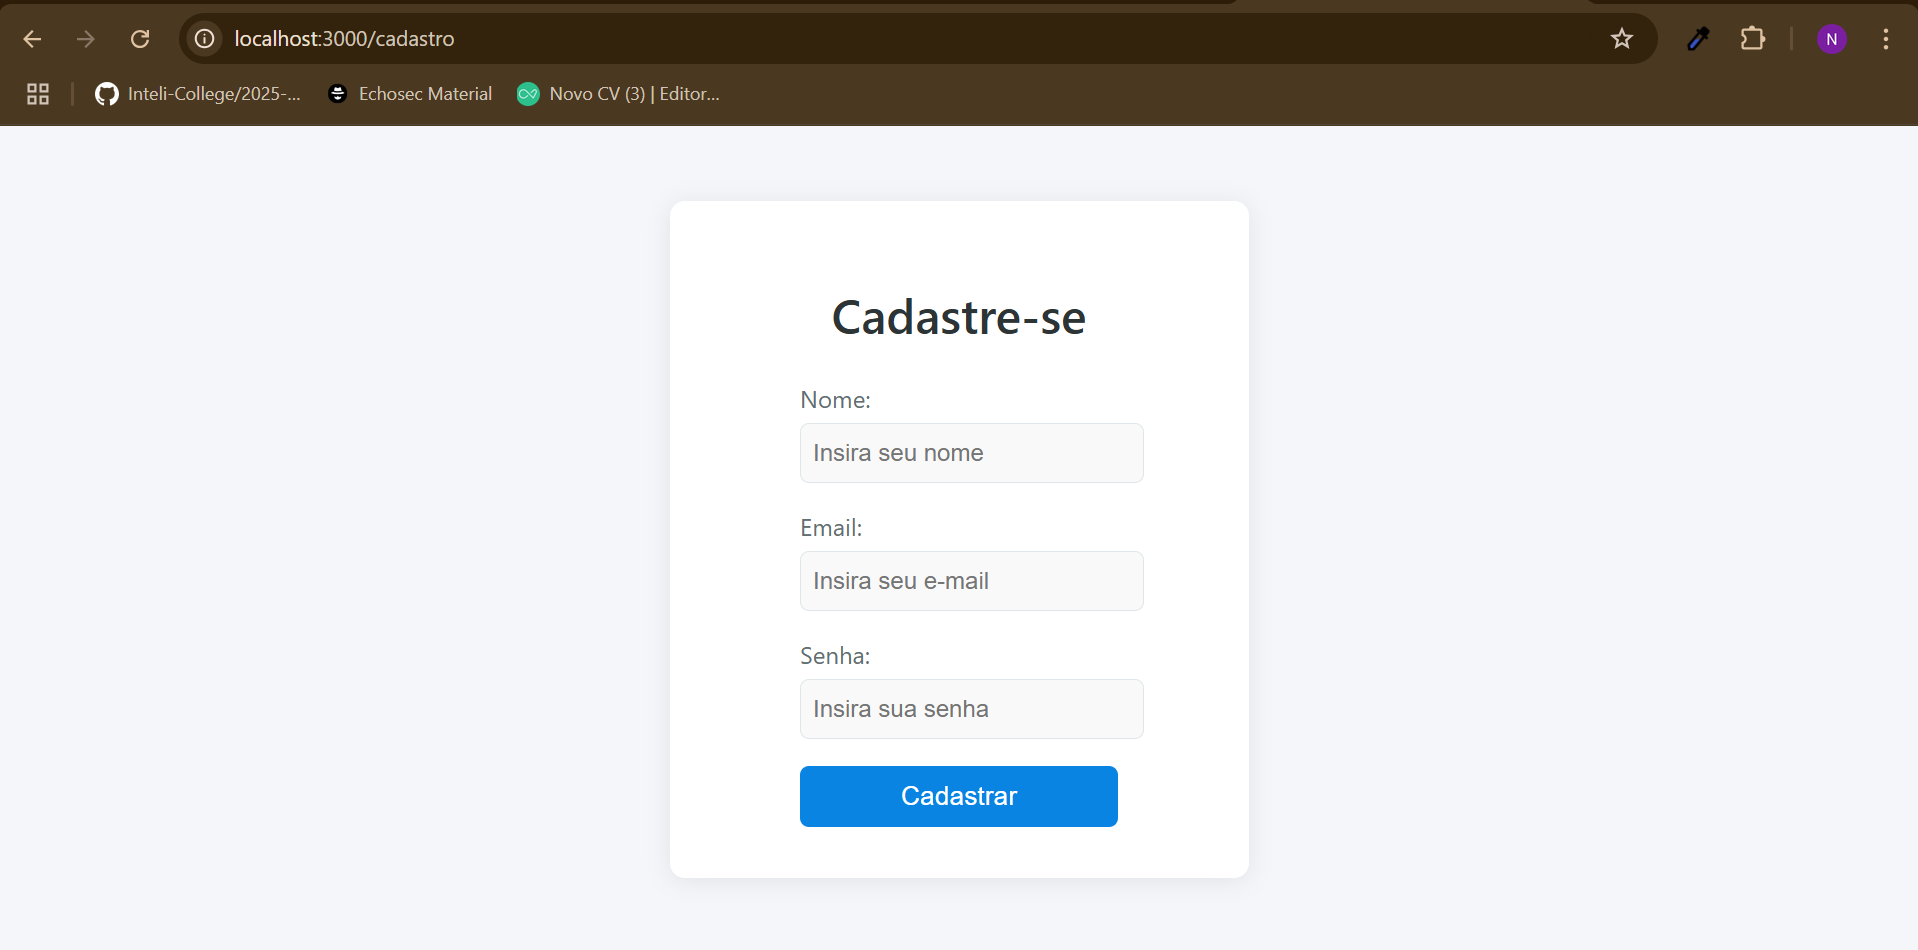 localhost:3000/cadastro
N
Inteli-College/2025-... Echosec Material Novo CV (3) | Editor...
Cadastre-se
Nome:
Insira seu nome
Email:
Insira seu e-mail
Senha:
Insira sua senha
Cadastrar